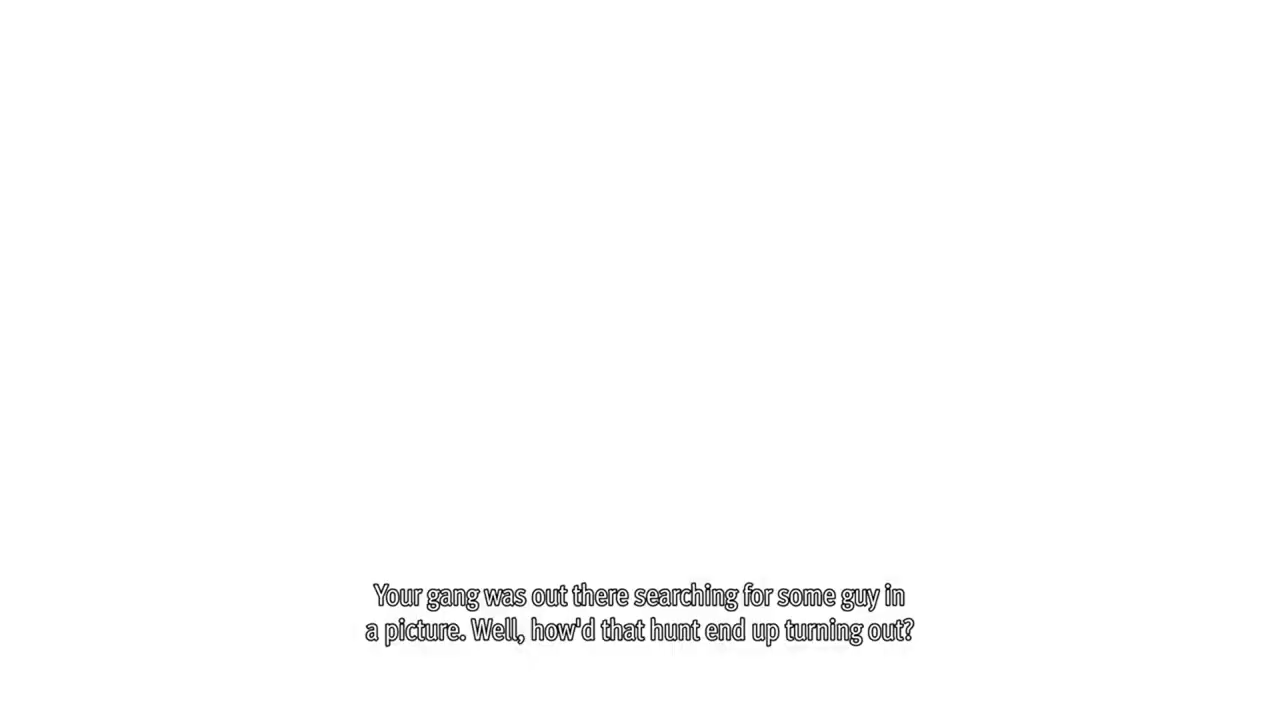 Your gang was out there searching for some guy in
a picture. Well, how'd that hunt end up turning out?